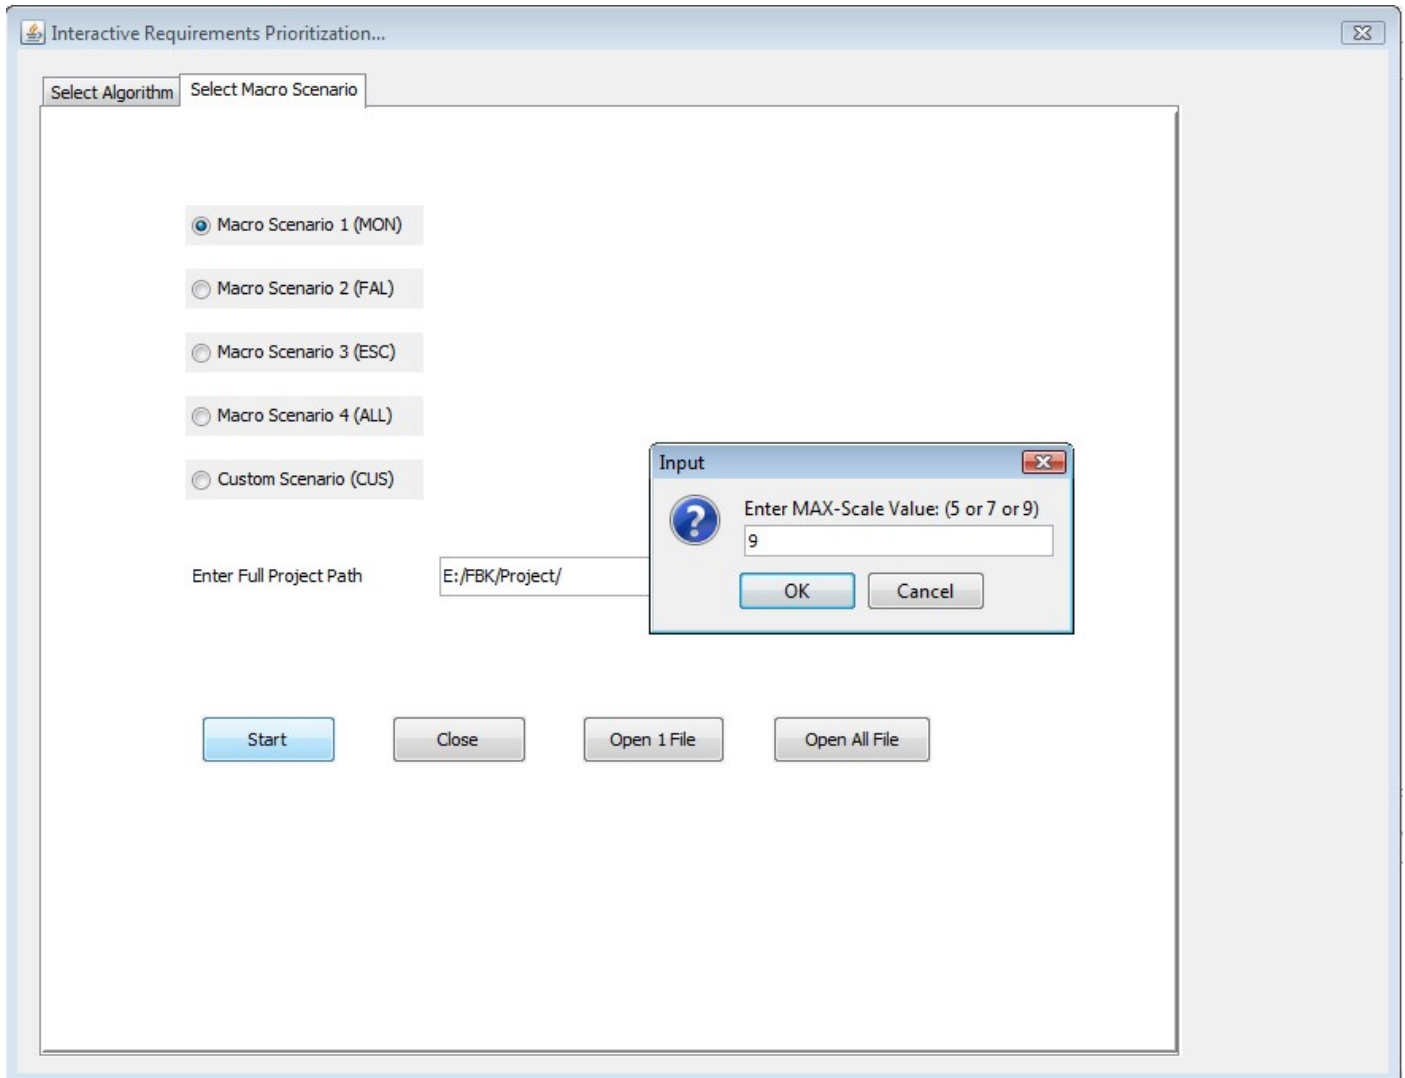 Interactive Requirements Prioritization...
Select Algorithm
Select Macro Scenario
Macro Scenario 1 (MON)
Macro Scenario 2 (FAL)
Macro Scenario 3 (ESC)
Macro Scenario 4 (ALL)
Custom Scenario (CUS)
Input
Enter MAX-Scale Value: (5 or 7 or 9)
9
OK
Cancel
Enter Full Project Path
E:/FBK/Project/
Start
Close
Open 1 File
Open All File